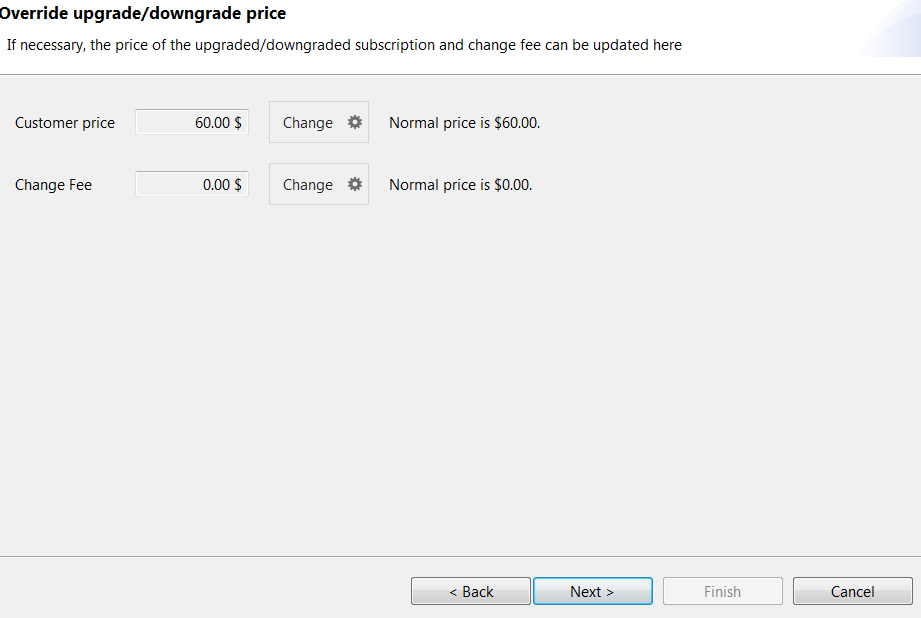 Override upgrade/downgrade price
If necessary, the price of the upgraded/downgraded subscription and change fee can be updated here
Customer price 60.00 $ Change Normal price is $60.00.
Change Fee 0.00 $ Change Normal price is $0.00.
< Back Next > Finish Cancel